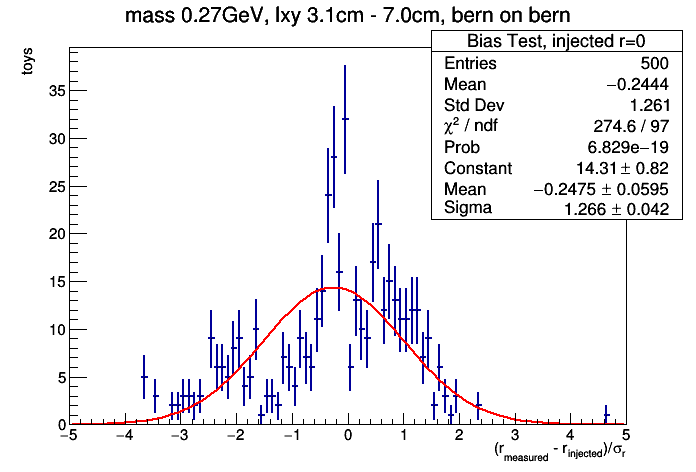 mass 0.27GeV, lxy 3.1cm - 7.0cm, bern on bern
toys
Bias Test, injected r=0
Entries 500
Mean −0.2444
Std Dev 1.261
χ² / ndf 274.6 / 97
Prob 6.829e−19
Constant 14.31 ± 0.82
Mean −0.2475 ± 0.0595
Sigma 1.266 ± 0.042
35
30
25
20
15
10
5
0
−5 −4 −3 −2 −1 0 1 2 3 4 5
(r_measured - r_injected)/σ_r